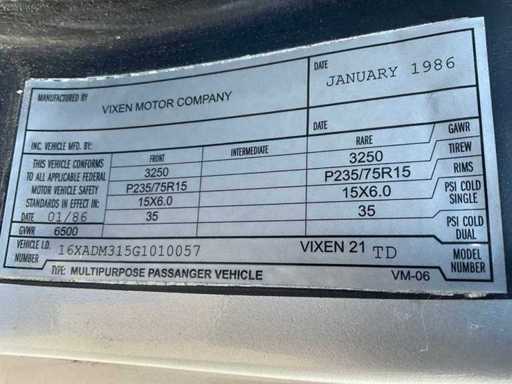 MANUFACTURED BY VIXEN MOTOR COMPANY DATE JANUARY 1986
INC. VEHICLE MFD. BY: DATE
FRONT INTERMEDIATE RARE GAWR
THIS VEHICLE CONFORMS 3250 3250 TIREW
TO ALL APPLICABLE FEDERAL P235/75R15 P235/75R15 RIMS
MOTOR VEHICLE SAFETY 15X6.0 15X6.0 PSI COLD SINGLE
STANDARDS IN EFFECT IN: 35 35 PSI COLD DUAL
DATE 01/86
GVWR 6500
VEHICLE I.D. NUMBER 16XADM315G1010057 VIXEN 21 TD MODEL NUMBER
TYPE: MULTIPURPOSE PASSANGER VEHICLE VM-06